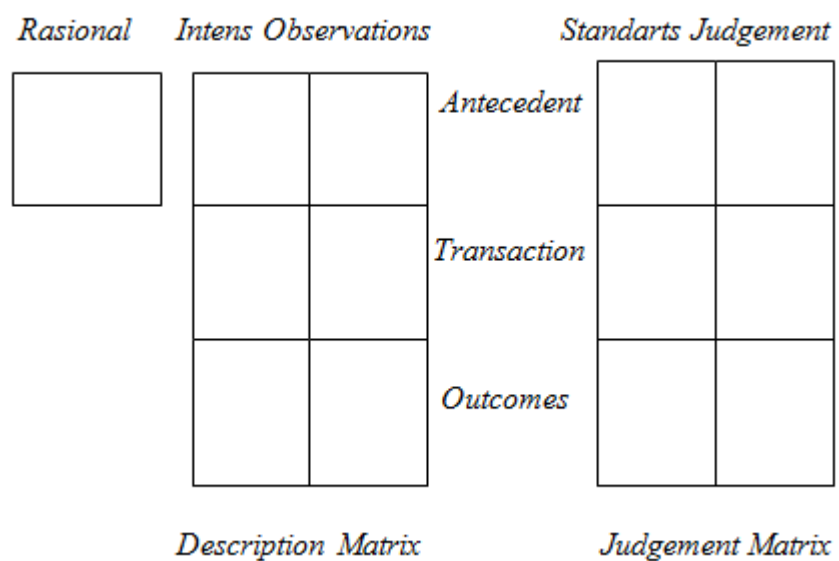 Rasional Intens Observations Standarts Judgement
Antecedent
Transaction
Outcomes
Description Matrix Judgement Matrix